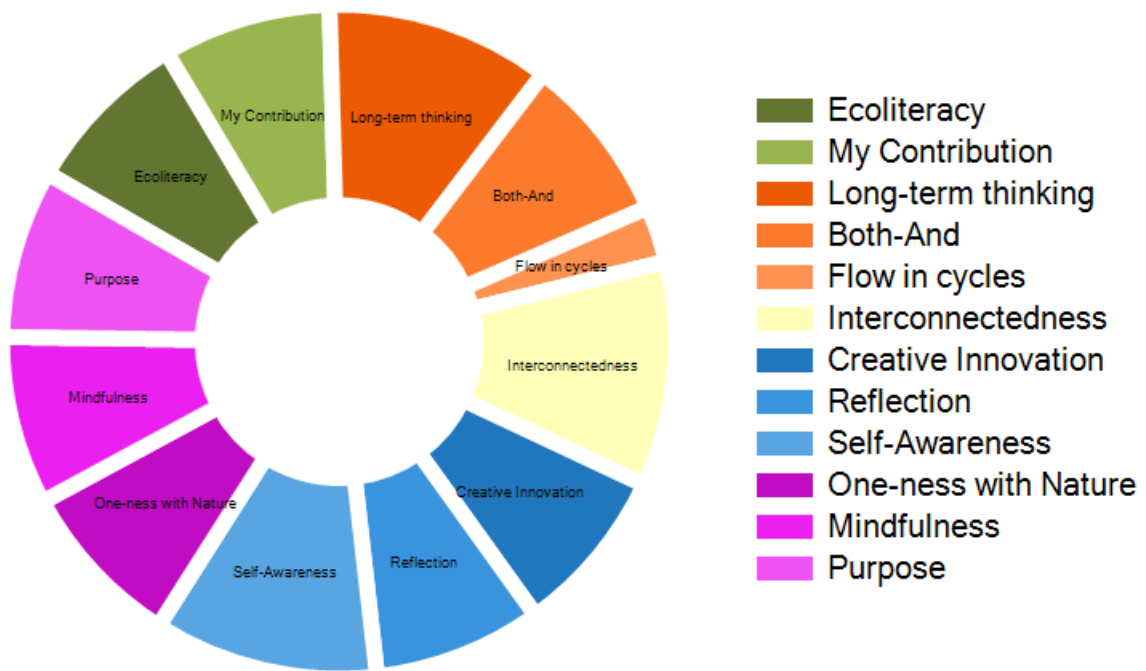 My Contribution
Long-term thinking
Ecoliteracy
Both-And
Purpose
Flow in cycles
Interconnectedness
Mindfulness
Creative Innovation
One-ness with Nature
Reflection
Self-Awareness
Ecoliteracy
My Contribution
Long-term thinking
Both-And
Flow in cycles
Interconnectedness
Creative Innovation
Reflection
Self-Awareness
One-ness with Nature
Mindfulness
Purpose